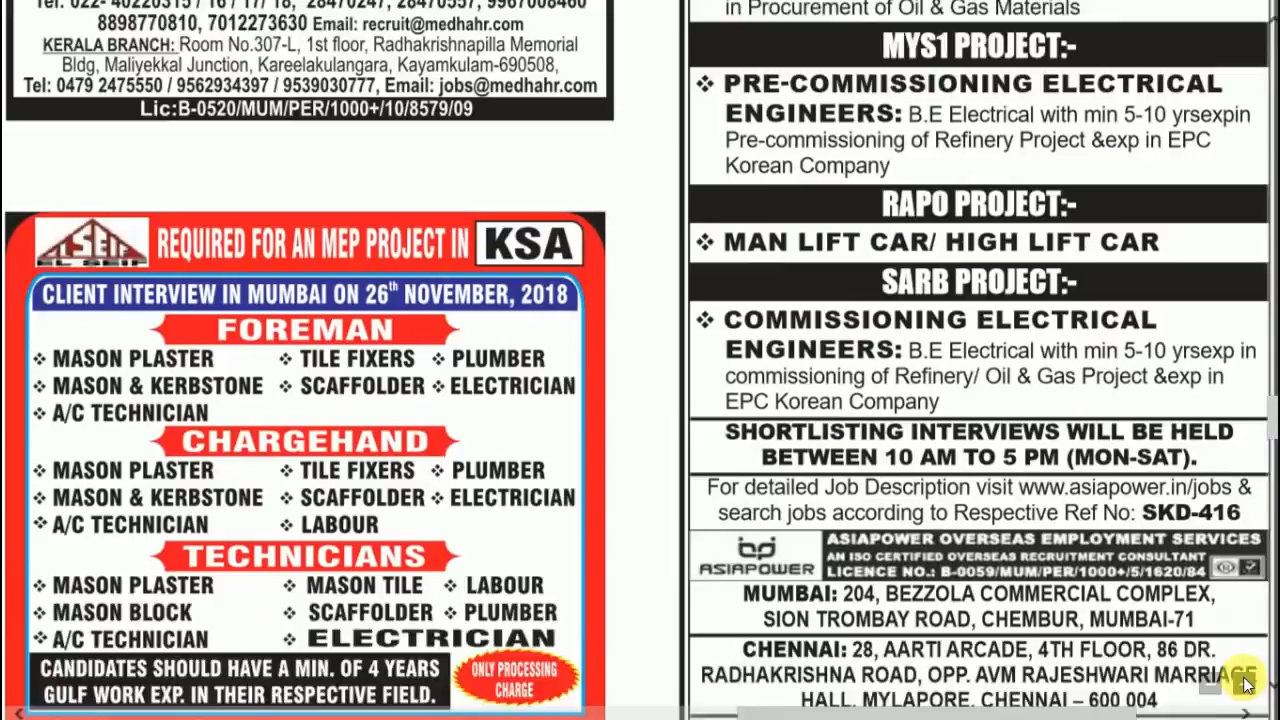 Tel: 022- 40220315 / 16 / 17/ 18, 28470247, 28470557, 9967008460
8898770810, 7012273630 Email: recruit@medhahr.com
KERALA BRANCH: Room No.307-L, 1st floor, Radhakrishnapilla Memorial
Bldg, Maliyekkal Junction, Kareelakulangara, Kayamkulam-690508,
Tel: 0479 2475550 / 9562934397 / 9539030777, Email: jobs@medhahr.com
Lic:B-0520/MUM/PER/1000+/10/8579/09
EL SEIF
REQUIRED FOR AN MEP PROJECT IN KSA
CLIENT INTERVIEW IN MUMBAI ON 26th NOVEMBER, 2018
FOREMAN
❖ MASON PLASTER ❖ TILE FIXERS ❖ PLUMBER
❖ MASON & KERBSTONE ❖ SCAFFOLDER ❖ ELECTRICIAN
❖ A/C TECHNICIAN
CHARGEHAND
❖ MASON PLASTER ❖ TILE FIXERS ❖ PLUMBER
❖ MASON & KERBSTONE ❖ SCAFFOLDER ❖ ELECTRICIAN
❖ A/C TECHNICIAN ❖ LABOUR
TECHNICIANS
❖ MASON PLASTER ❖ MASON TILE ❖ LABOUR
❖ MASON BLOCK ❖ SCAFFOLDER ❖ PLUMBER
❖ A/C TECHNICIAN ❖ ELECTRICIAN
CANDIDATES SHOULD HAVE A MIN. OF 4 YEARS
GULF WORK EXP. IN THEIR RESPECTIVE FIELD.
ONLY PROCESSING
CHARGE
in Procurement of Oil & Gas Materials
MYS1 PROJECT:-
❖ PRE-COMMISSIONING ELECTRICAL
ENGINEERS: B.E Electrical with min 5-10 yrsexpin
Pre-commissioning of Refinery Project &exp in EPC
Korean Company
RAPO PROJECT:-
❖ MAN LIFT CAR/ HIGH LIFT CAR
SARB PROJECT:-
❖ COMMISSIONING ELECTRICAL
ENGINEERS: B.E Electrical with min 5-10 yrsexp in
commissioning of Refinery/ Oil & Gas Project &exp in
EPC Korean Company
SHORTLISTING INTERVIEWS WILL BE HELD
BETWEEN 10 AM TO 5 PM (MON-SAT).
For detailed Job Description visit www.asiapower.in/jobs &
search jobs according to Respective Ref No: SKD-416
ASIAPOWER
ASIAPOWER OVERSEAS EMPLOYMENT SERVICES
AN ISO CERTIFIED OVERSEAS RECRUITMENT CONSULTANT
LICENCE NO.: B-0059/MUM/PER/1000+/5/1620/84
MUMBAI: 204, BEZZOLA COMMERCIAL COMPLEX,
SION TROMBAY ROAD, CHEMBUR, MUMBAI-71
CHENNAI: 28, AARTI ARCADE, 4TH FLOOR, 86 DR.
RADHAKRISHNA ROAD, OPP. AVM RAJESHWARI MARRIAGE
HALL, MYLAPORE, CHENNAI – 600 004